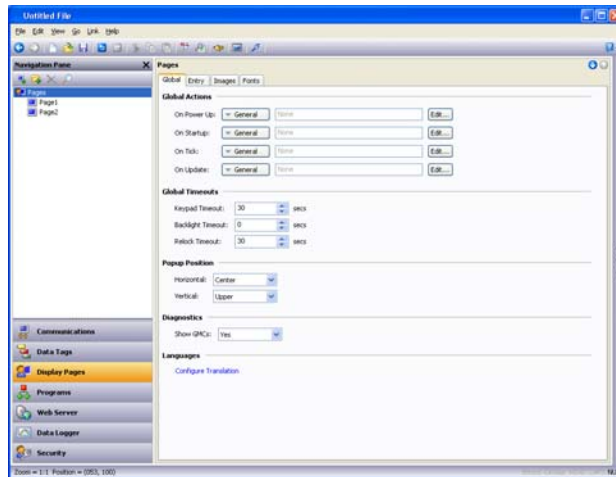 Untitled File
File Edit View Go Link Help
Navigation Pane X
Pages
Page1
Page2
Communications
Data Tags
Display Pages
Programs
Web Server
Data Logger
Security
Pages
Global Entry Images Fonts
Global Actions
On Power Up: General None Edit...
On Startup: General None Edit...
On Tick: General None Edit...
On Update: General None Edit...
Global Timeouts
Keypad Timeout: 30 secs
Backlight Timeout: 0 secs
Relock Timeout: 30 secs
Popup Position
Horizontal: Center
Vertical: Upper
Diagnostics
Show GMCs: Yes
Languages
Configure Translation
Zoom = 1:1 Position = (053, 100)